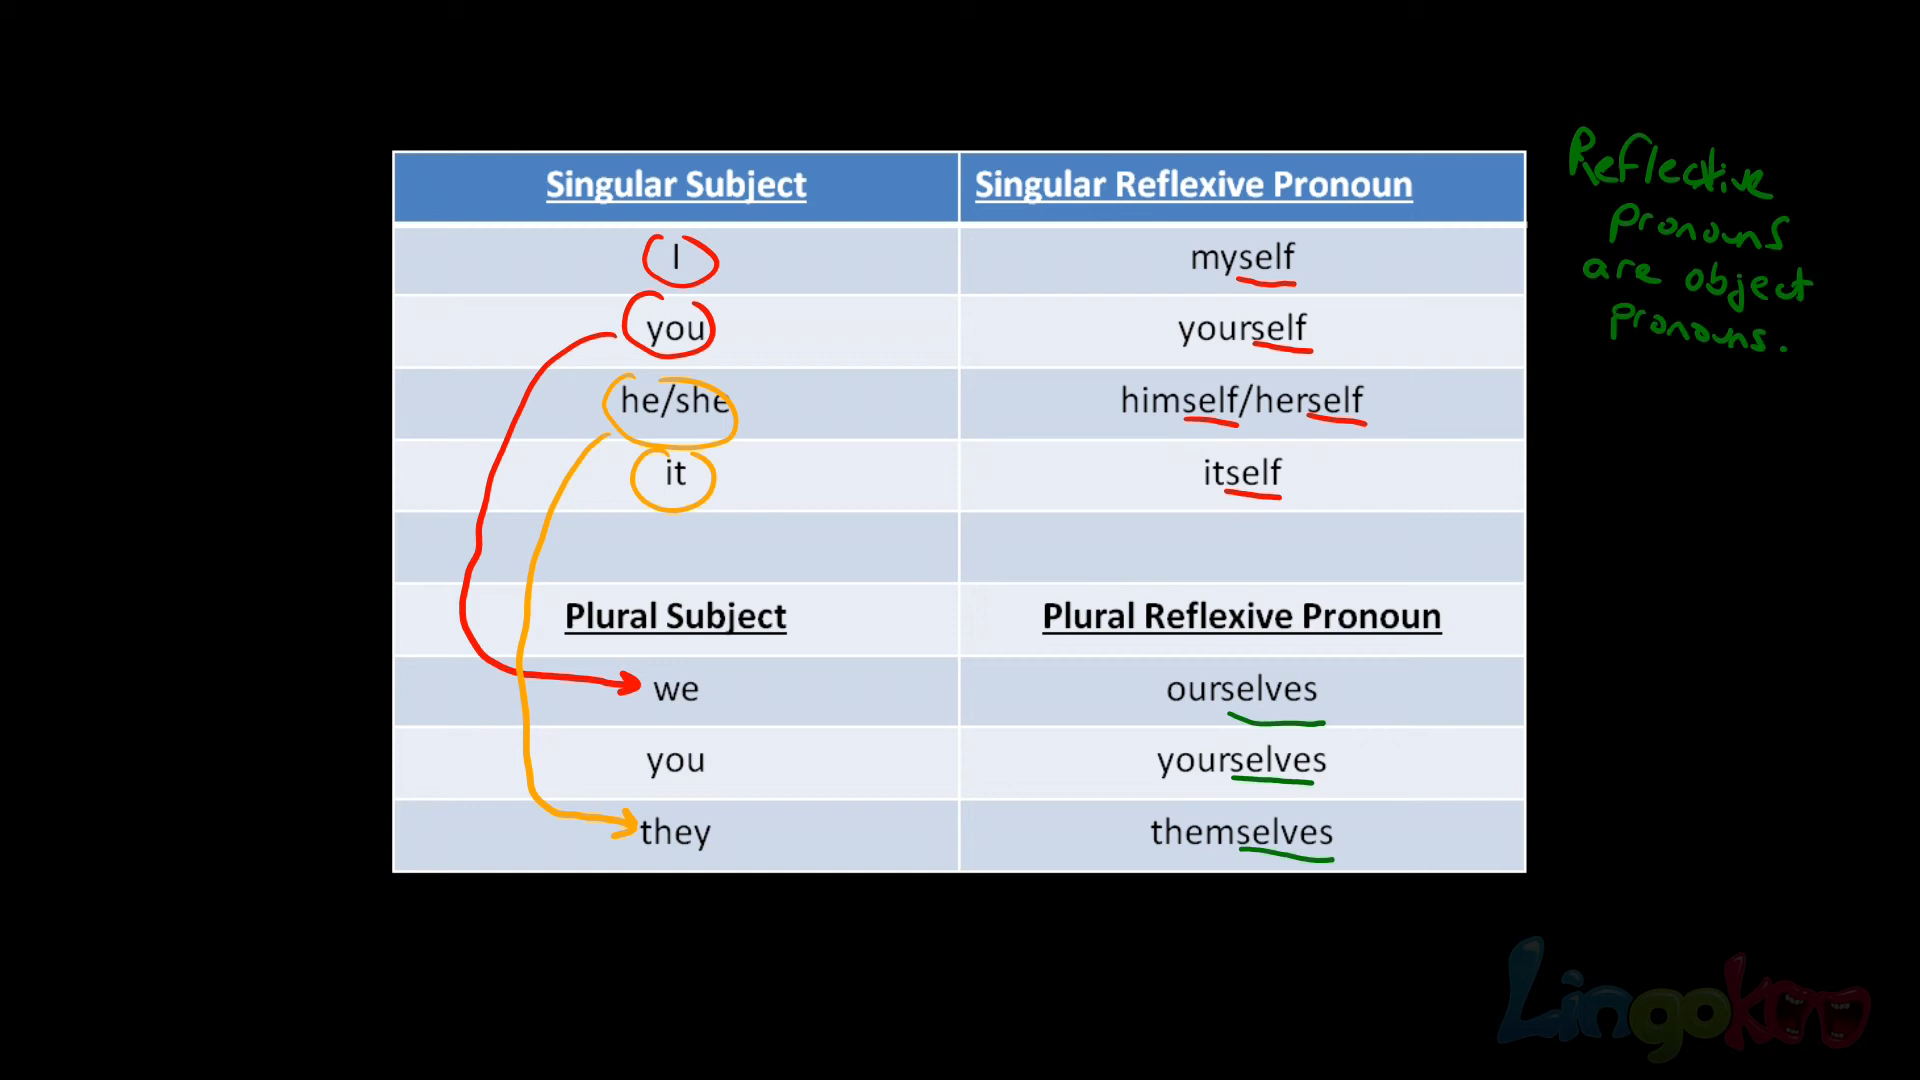 Singular Subject Singular Reflexive Pronoun
I myself
you yourself
he/she himself/herself
it itself
Plural Subject Plural Reflexive Pronoun
we ourselves
you yourselves
they themselves
Reflective
pronouns
are object
pronouns.
Lingokoo